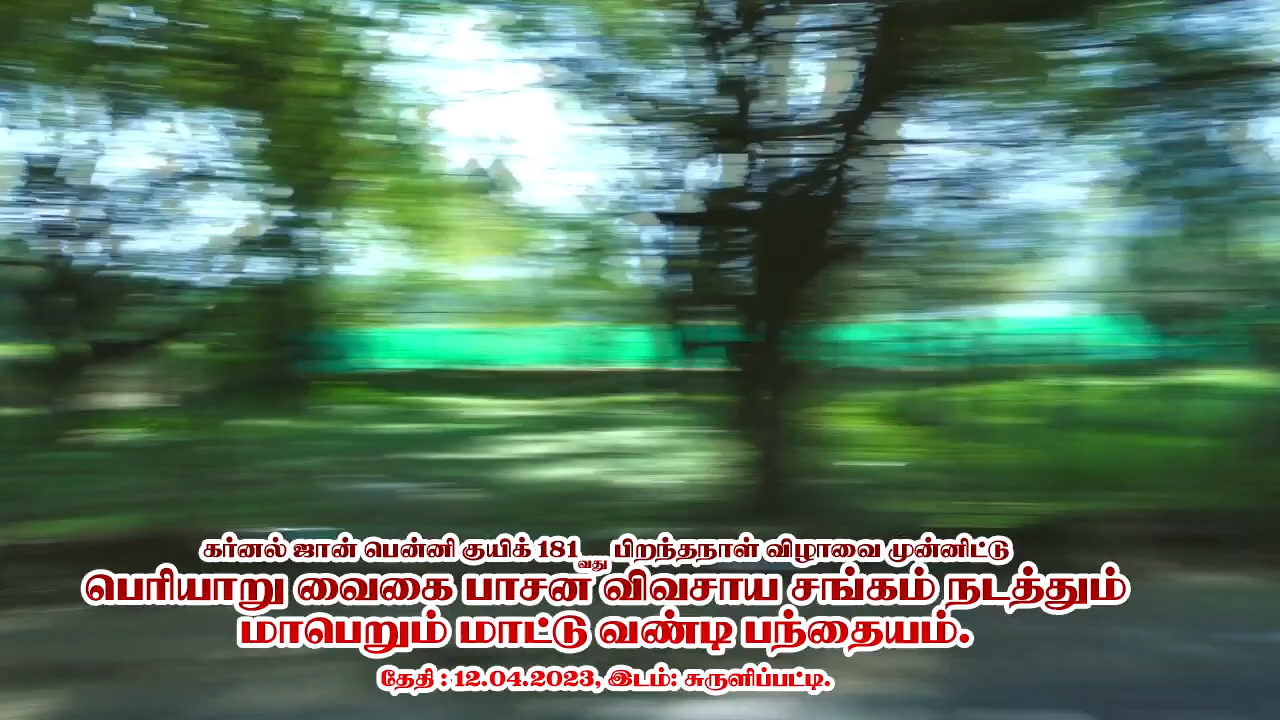 கர்னல் ஜான் பென்னி குயிக் 181வது பிறந்தநாள் விழாவை முன்னிட்டு
பெரியாறு வைகை பாசன விவசாய சங்கம் நடத்தும்
மாபெறும் மாட்டு வண்டி பந்தையம்.
தேதி : 12.04.2023, இடம்: சுருளிப்பட்டி.